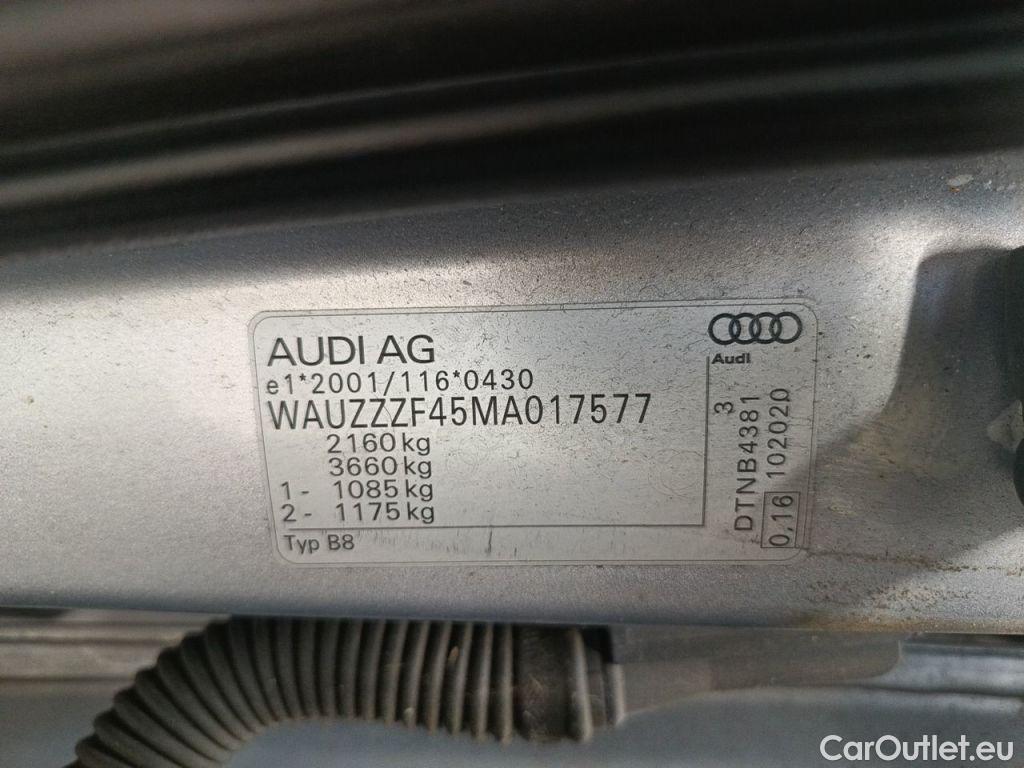 AUDI AG
e1*2001/116*0430
WAUZZZF45MA017577
2160 kg
3660 kg
1 - 1085 kg
2 - 1175 kg
Typ B8
Audi
DTNB4381 3
0,16 102020
CarOutlet.eu